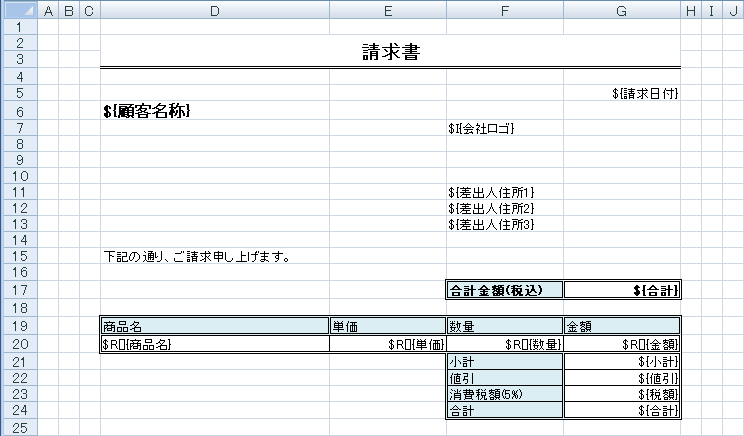 A B C D E F G H I J
1
2
請求書
3
4
5 ${請求日付}
6 ${顧客名称}
7 $I{会社ロゴ}
8
9
10
11 ${差出人住所1}
12 ${差出人住所2}
13 ${差出人住所3}
14
15 下記の通り、ご請求申し上げます。
16
17 合計金額(税込) ${合計}
18
19 商品名 単価 数量 金額
20 $R[]{商品名} $R[]{単価} $R[]{数量} $R[]{金額}
21 小計 ${小計}
22 値引 ${値引}
23 消費税額(5%) ${税額}
24 合計 ${合計}
25